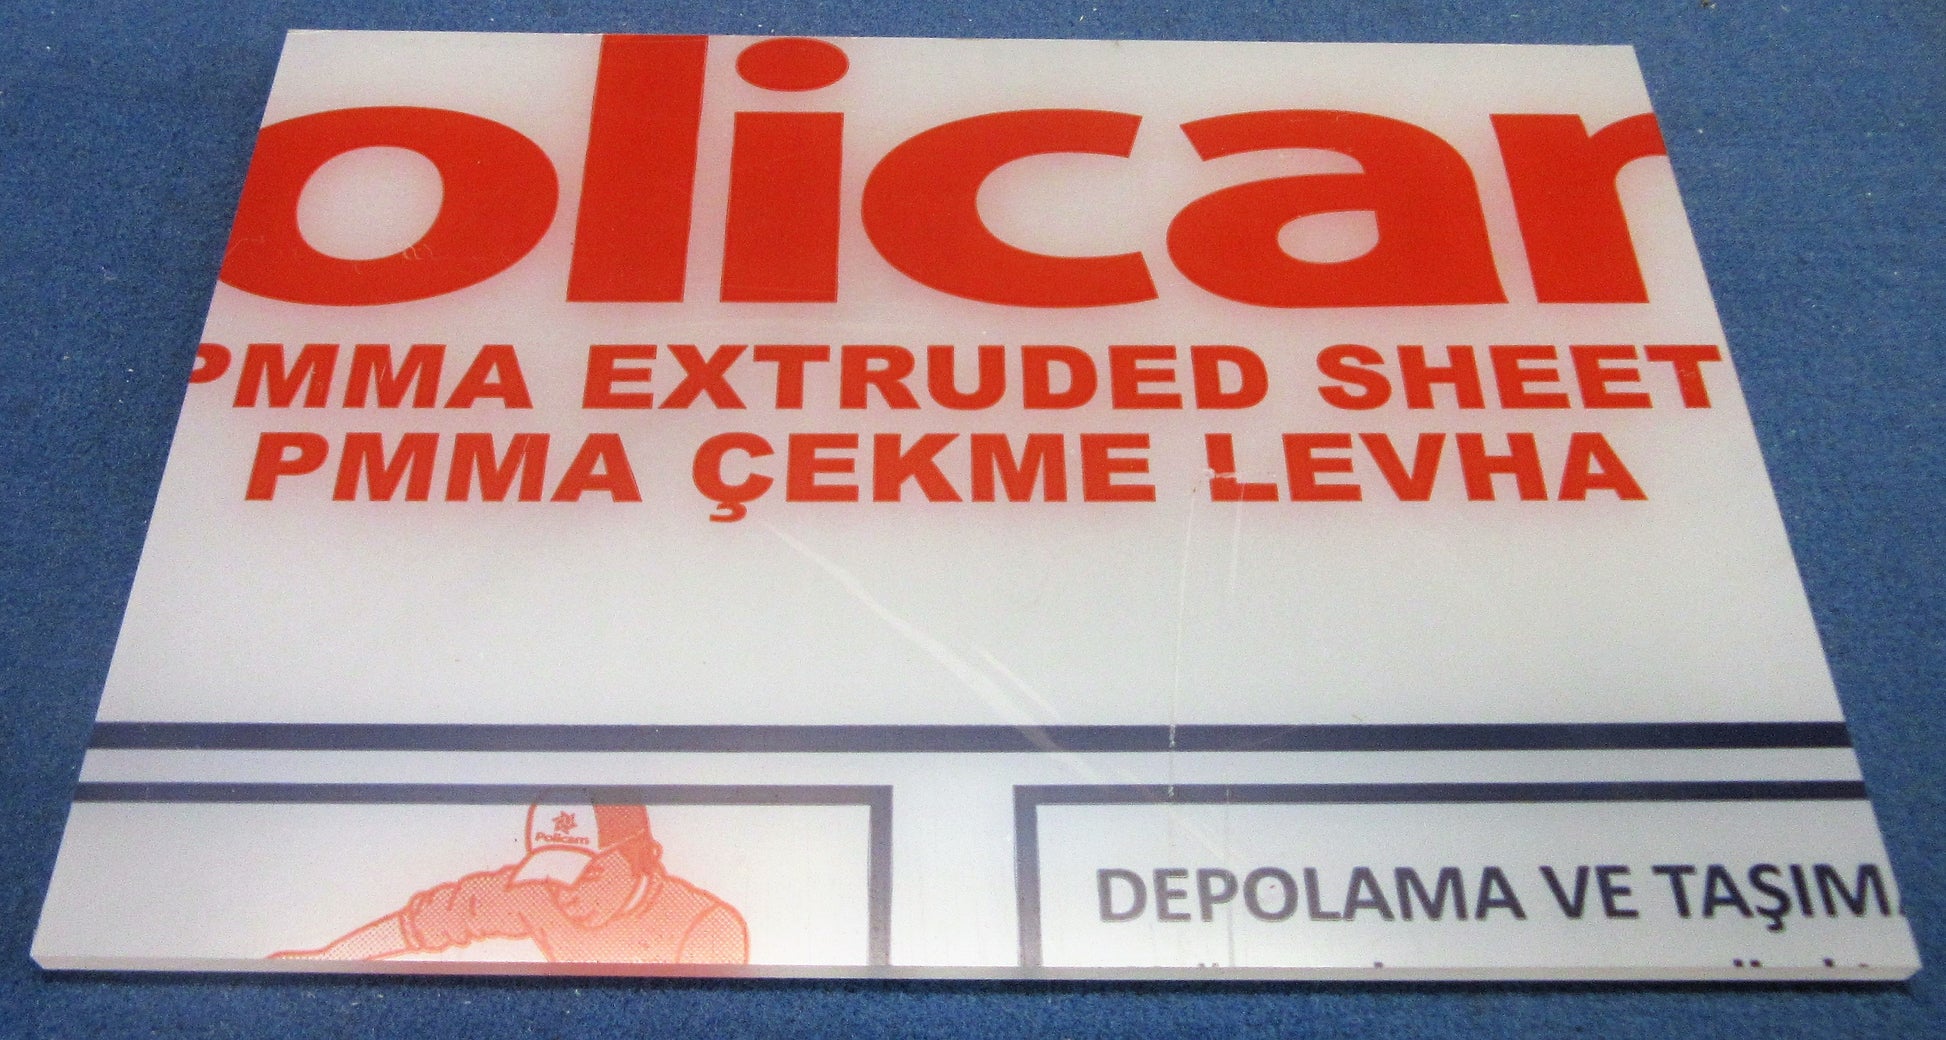 olicar
PMMA EXTRUDED SHEET
PMMA ÇEKME LEVHA
Policam
DEPOLAMA VE TAŞIM